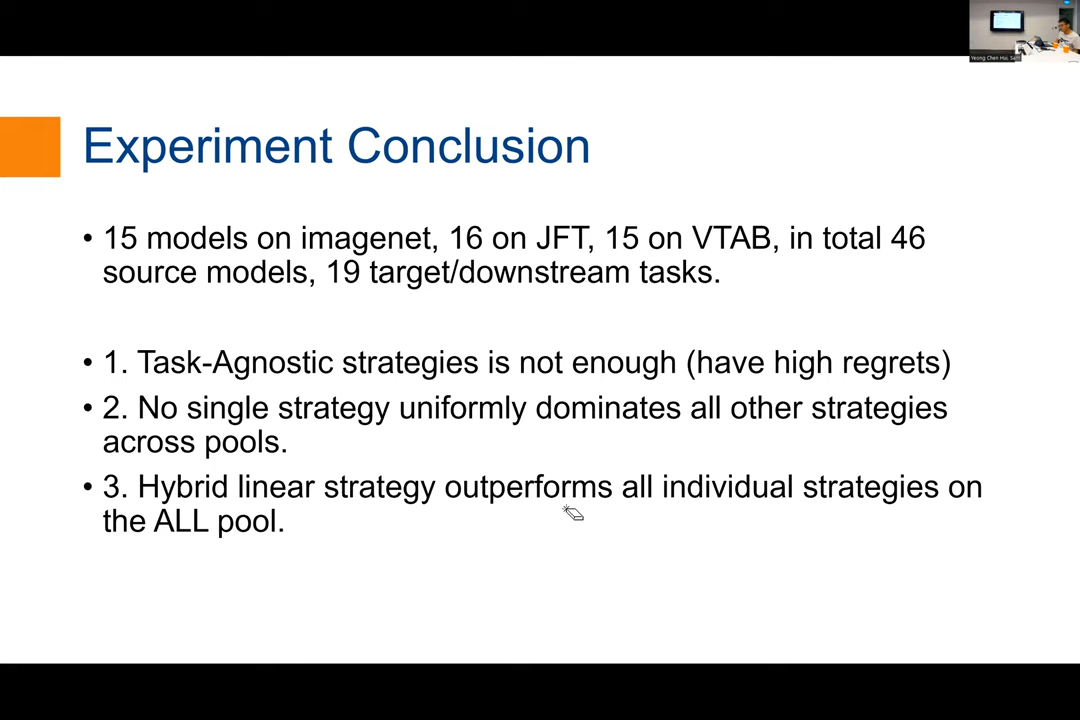 Experiment Conclusion
• 15 models on imagenet, 16 on JFT, 15 on VTAB, in total 46
source models, 19 target/downstream tasks.
• 1. Task-Agnostic strategies is not enough (have high regrets)
• 2. No single strategy uniformly dominates all other strategies
across pools.
• 3. Hybrid linear strategy outperforms all individual strategies on
the ALL pool.